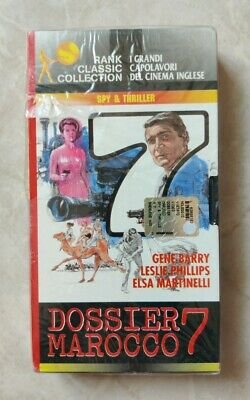 RANK
CLASSIC
COLLECTION
I GRANDI
CAPOLAVORI
DEL CINEMA INGLESE
SPY & THRILLER
7
GENE BARRY
LESLIE PHILLIPS
ELSA MARTINELLI
DOSSIER 7
MAROCCO